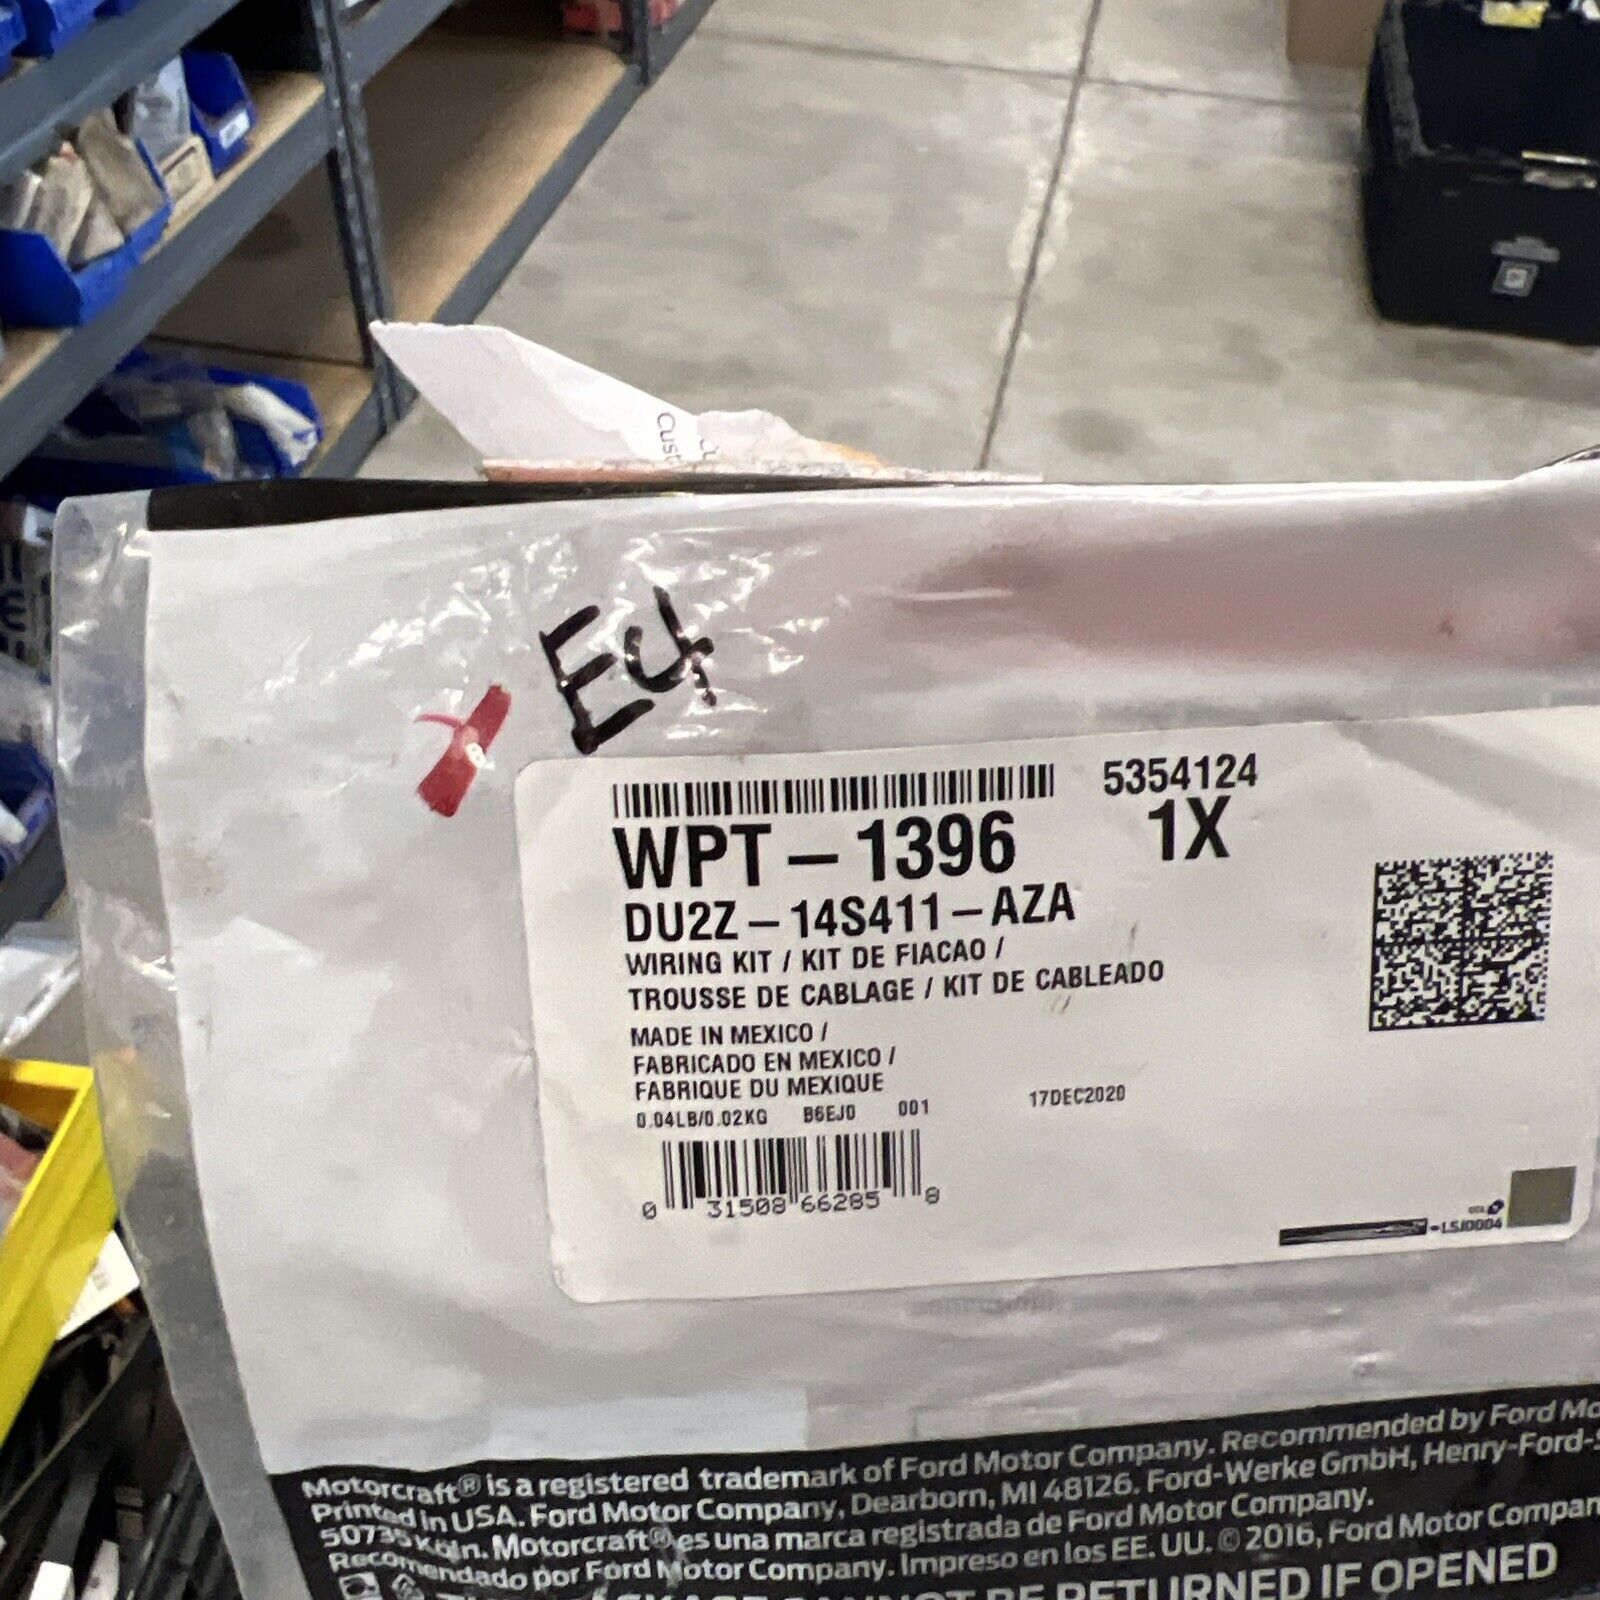 Cust
E4
5354124
WPT-1396 1X
DU2Z-14S411-AZA
WIRING KIT / KIT DE FIACAO /
TROUSSE DE CABLAGE / KIT DE CABLEADO
MADE IN MEXICO /
FABRICADO EN MEXICO /
FABRIQUE DU MEXIQUE
0.04LB/0.02KG B6EJ0 001 17DEC2020
0 31508 66285 8
Motorcraft® is a registered trademark of Ford Motor Company. Recommended by Ford Mo
Printed in USA. Ford Motor Company, Dearborn, MI 48126. Ford-Werke GmbH, Henry-Ford-S
50735 Köln. Motorcraft® es una marca registrada de Ford Motor Company.
Recomendado por Ford Motor Company. Impreso en los EE. UU. © 2016, Ford Motor Compan
CANNOT BE RETURNED IF OPENED